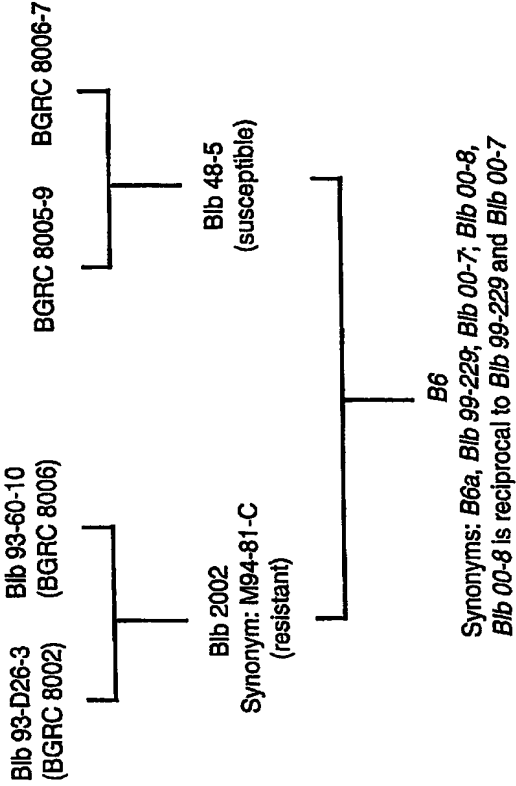 Blb 93-D26-3
(BGRC 8002)
Blb 93-60-10
(BGRC 8006)
BGRC 8005-9
BGRC 8006-7
Blb 2002
Synonym: M94-81-C
(resistant)
Blb 48-5
(susceptible)
B6
Synonyms: B6a, Blb 99-229; Blb 00-7; Blb 00-8,
Blb 00-8 is reciprocal to Blb 99-229 and Blb 00-7